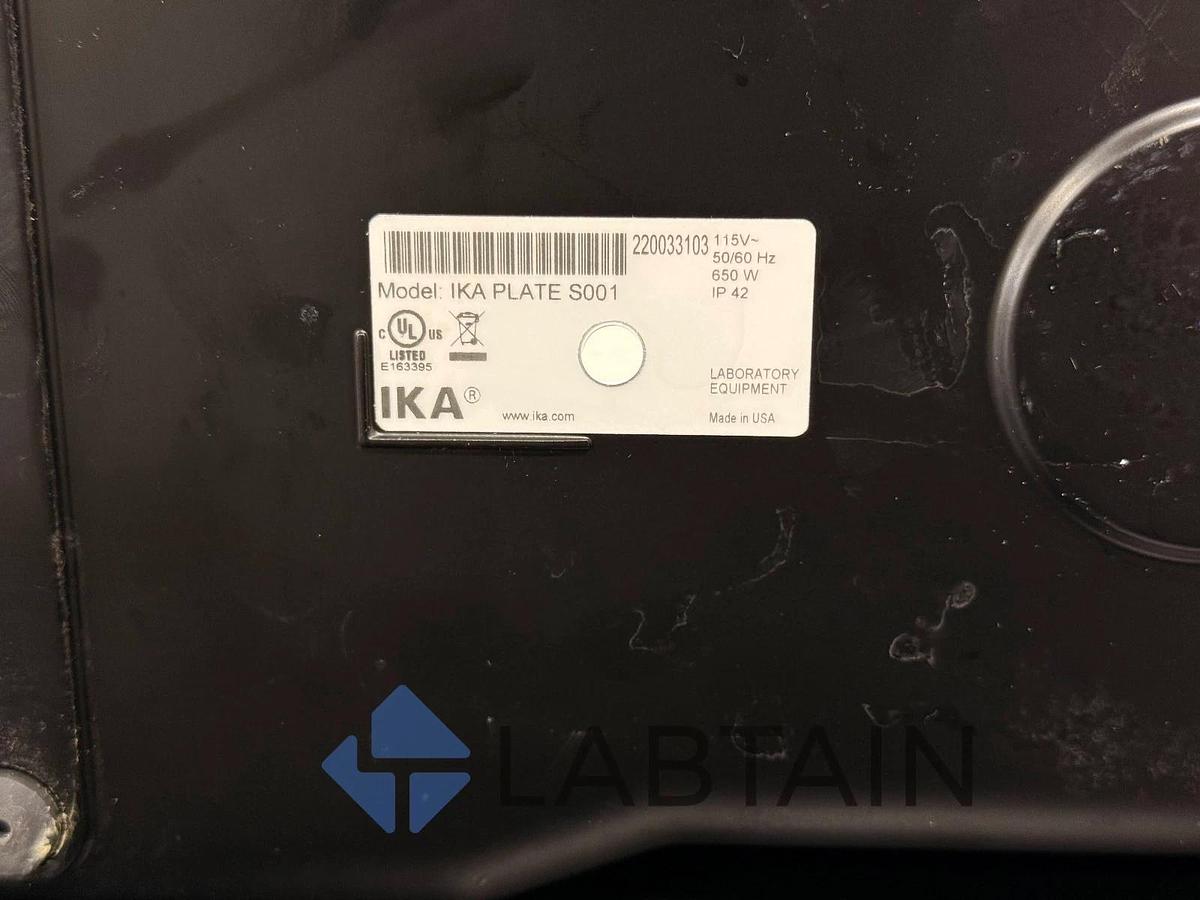 220033103
115V~
50/60 Hz
650 W
IP 42
Model: IKA PLATE S001
C UL US
LISTED
E163395
IKA®
www.ika.com
LABORATORY
EQUIPMENT
Made in USA
LABTAIN